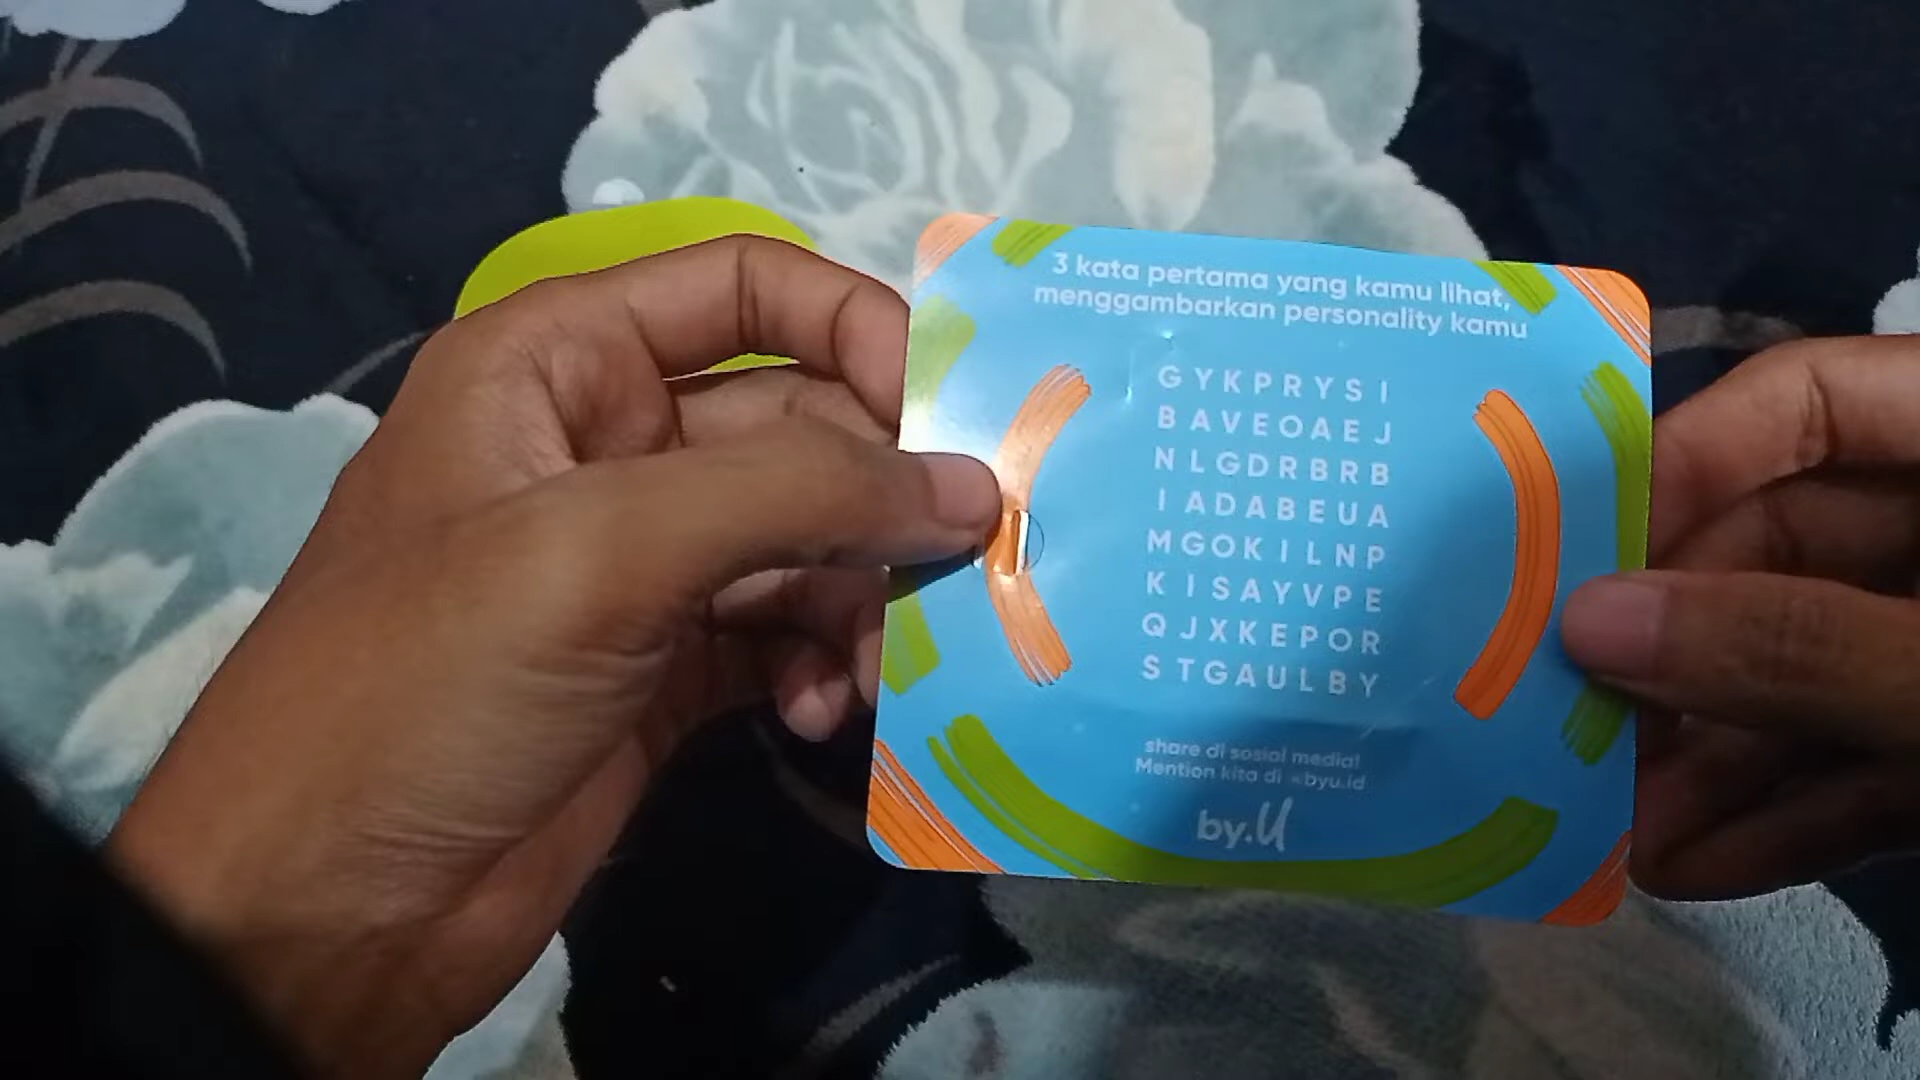 3 kata pertama yang kamu lihat,
menggambarkan personality kamu
G Y K P R Y S I
B A V E O A E J
N L G D R B R B
I A D A B E U A
M G O K I L N P
K I S A Y V P E
Q J X K E P O R
S T G A U L B Y
share di sosial media!
Mention kita di @byu.id
by.U